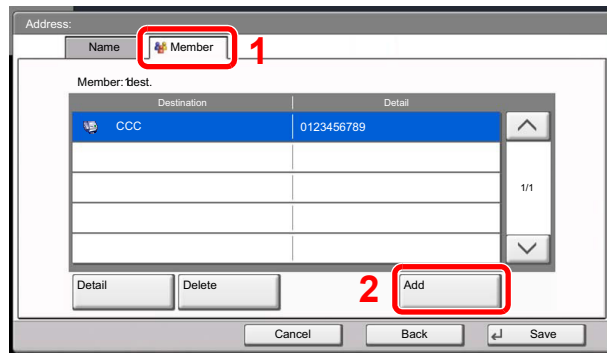 Address:
Name Member 1
Member: 1dest.
Destination Detail
CCC 0123456789
1/1
Detail Delete 2 Add
Cancel Back Save